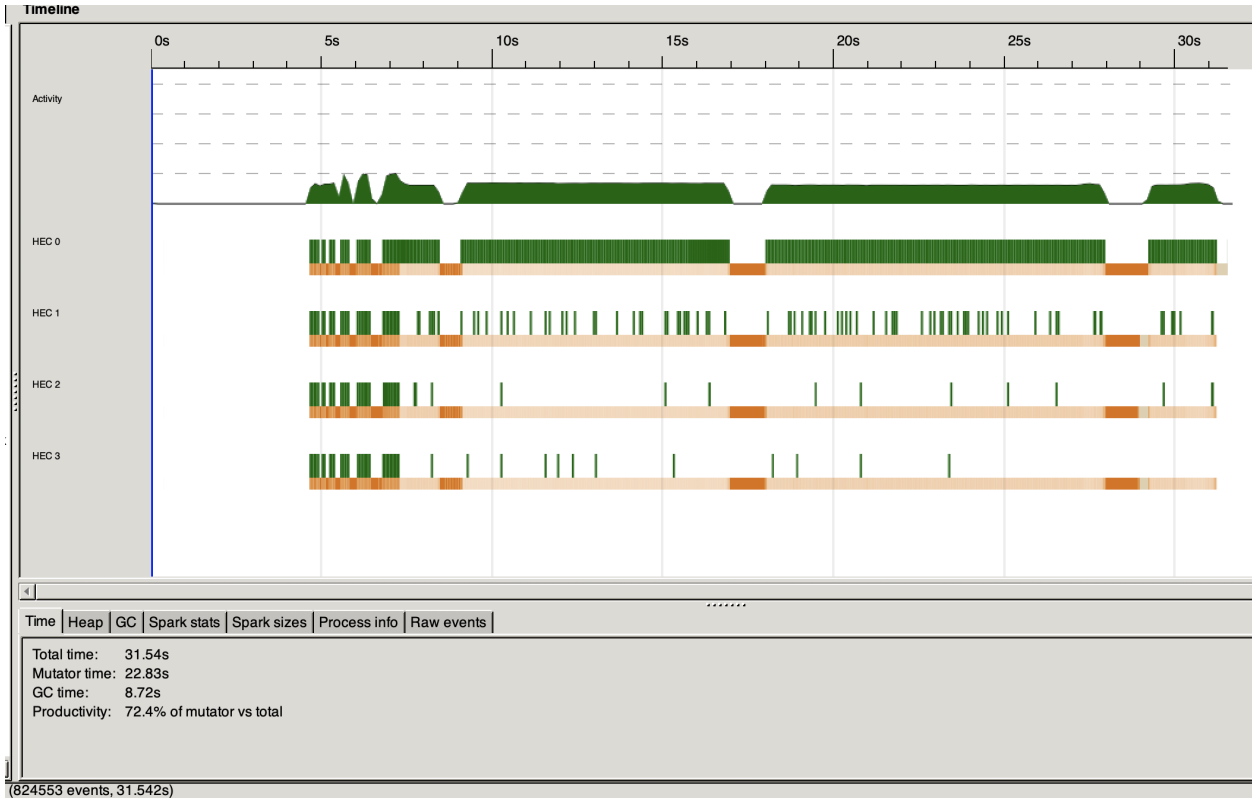 Timeline
0s 5s 10s 15s 20s 25s 30s
Activity
HEC 0
HEC 1
HEC 2
HEC 3
Time Heap GC Spark stats Spark sizes Process info Raw events
Total time: 31.54s
Mutator time: 22.83s
GC time: 8.72s
Productivity: 72.4% of mutator vs total
(824553 events, 31.542s)